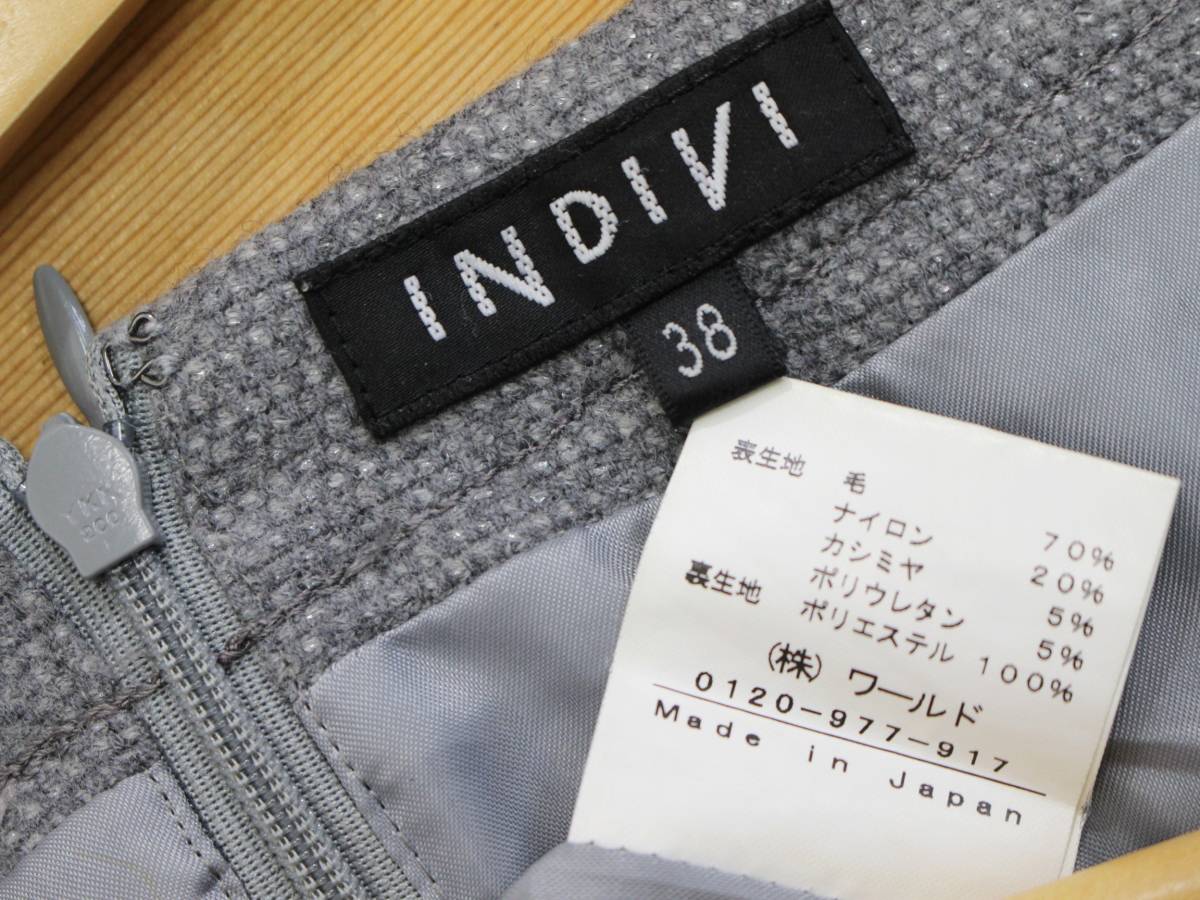 INDIVI
38
表生地 毛 70%
ナイロン 20%
カシミヤ 5%
ポリウレタン 5%
裏生地 ポリエステル 100%
(株) ワールド
0120-977-917
Made in Japan
YKK